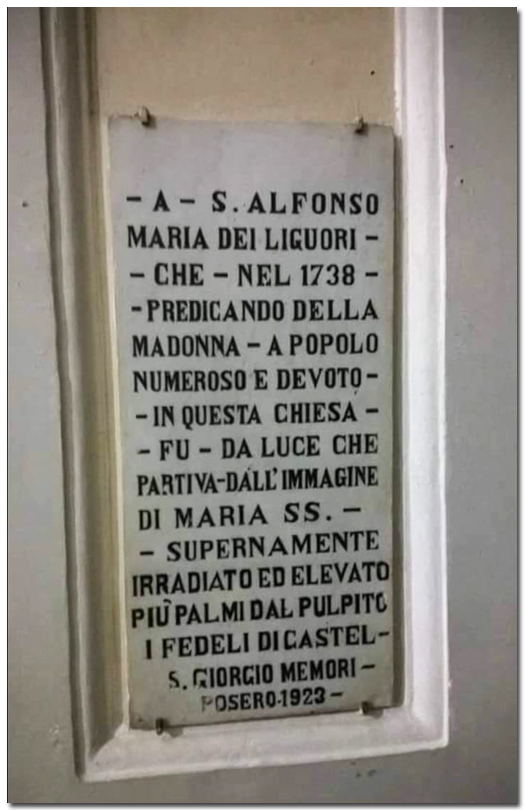 – A – S. ALFONSO
MARIA DEI LIGUORI –
– CHE – NEL 1738 –
– PREDICANDO DELLA
MADONNA – A POPOLO
NUMEROSO E DEVOTO –
– IN QUESTA CHIESA –
– FU – DA LUCE CHE
PARTIVA – DALL'IMMAGINE
DI MARIA SS. –
– SUPERNAMENTE
IRRADIATO ED ELEVATO
PIÙ PALMI DAL PULPITO
I FEDELI DI CASTEL –
S. GIORGIO MEMORI –
POSERO . 1923 –